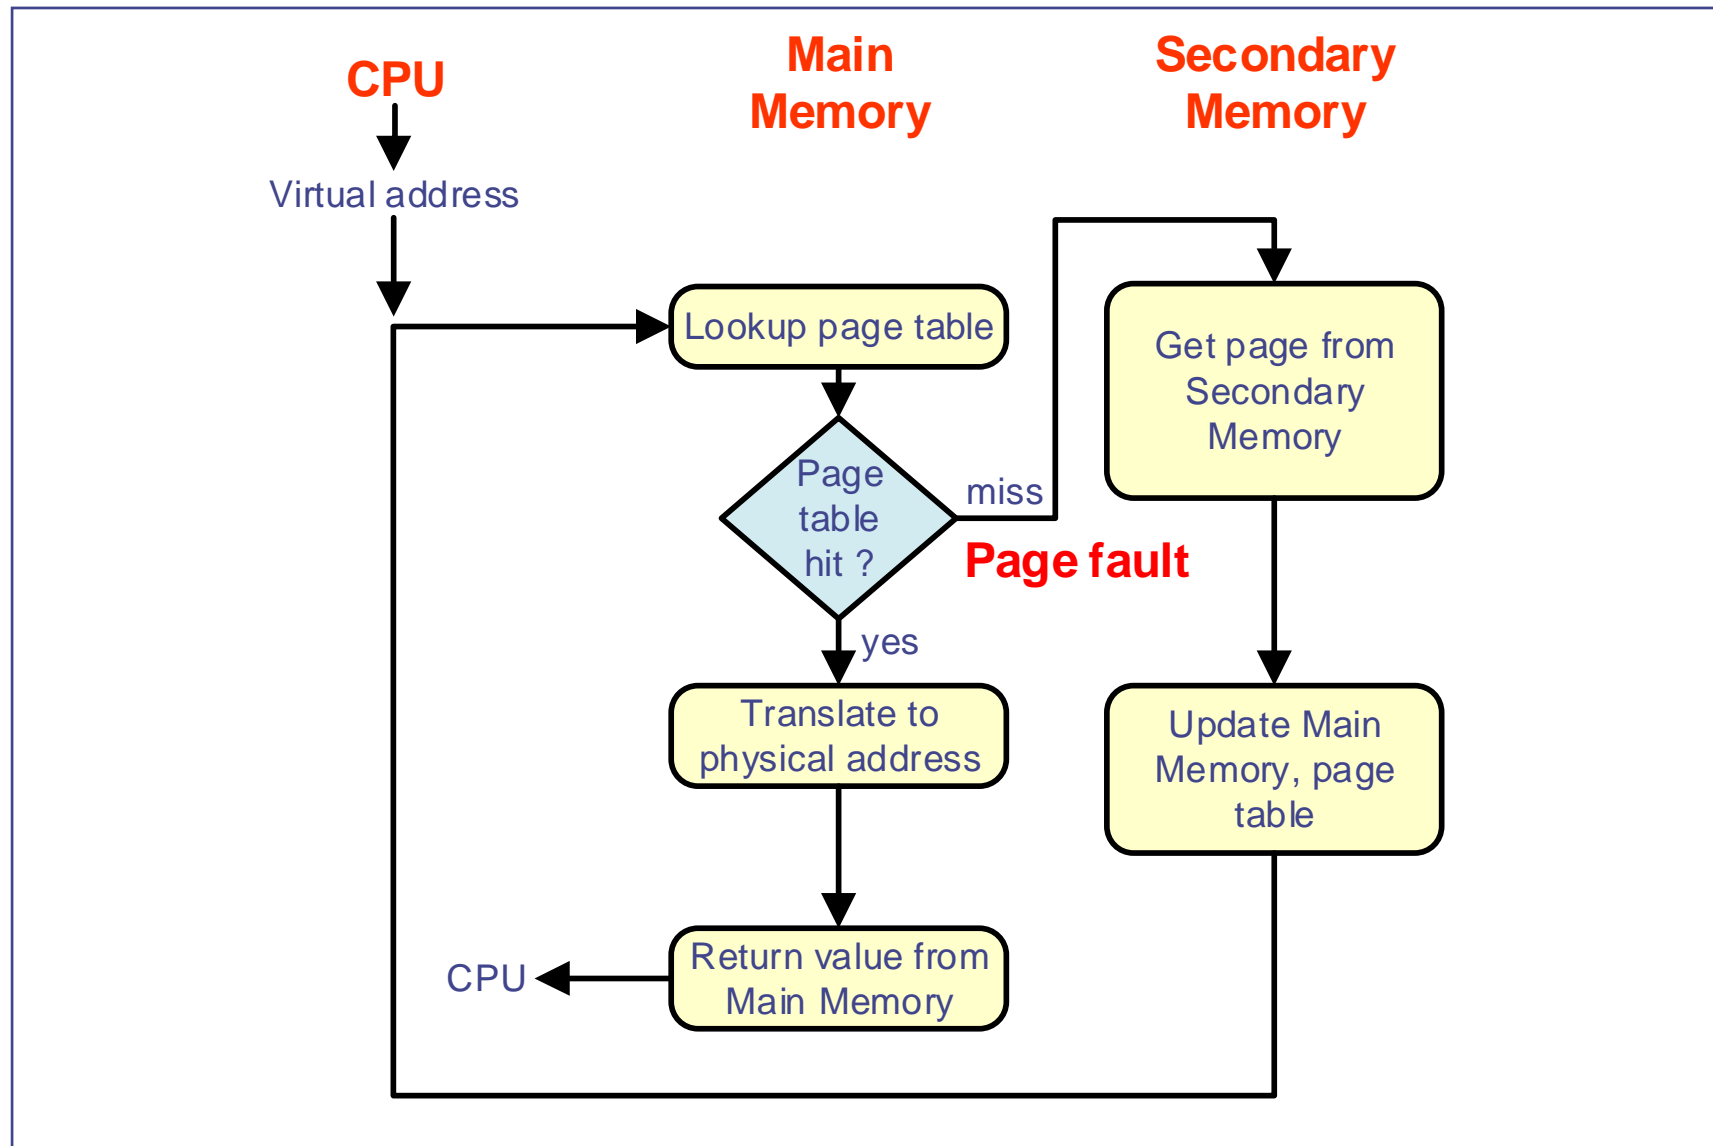 CPU
Main
Memory
Secondary
Memory
Virtual address
Lookup page table
Page
table
hit ?
miss
Page fault
yes
Translate to
physical address
Return value from
Main Memory
CPU
Get page from
Secondary
Memory
Update Main
Memory, page
table